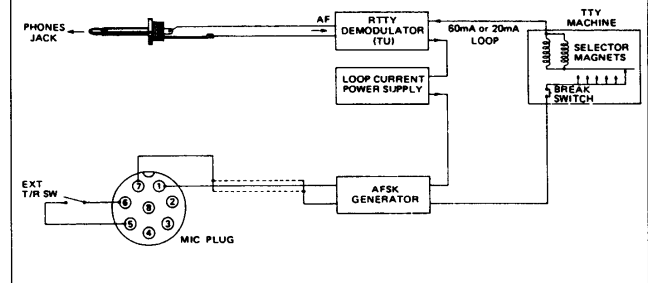 PHONES
JACK
AF
RTTY
DEMODULATOR
(TU)
60mA or 20mA
LOOP
TTY
MACHINE
SELECTOR
MAGNETS
BREAK
SWITCH
LOOP CURRENT
POWER SUPPLY
AFSK
GENERATOR
EXT
T/R SW
7
1
6
8
2
5
4
3
MIC PLUG